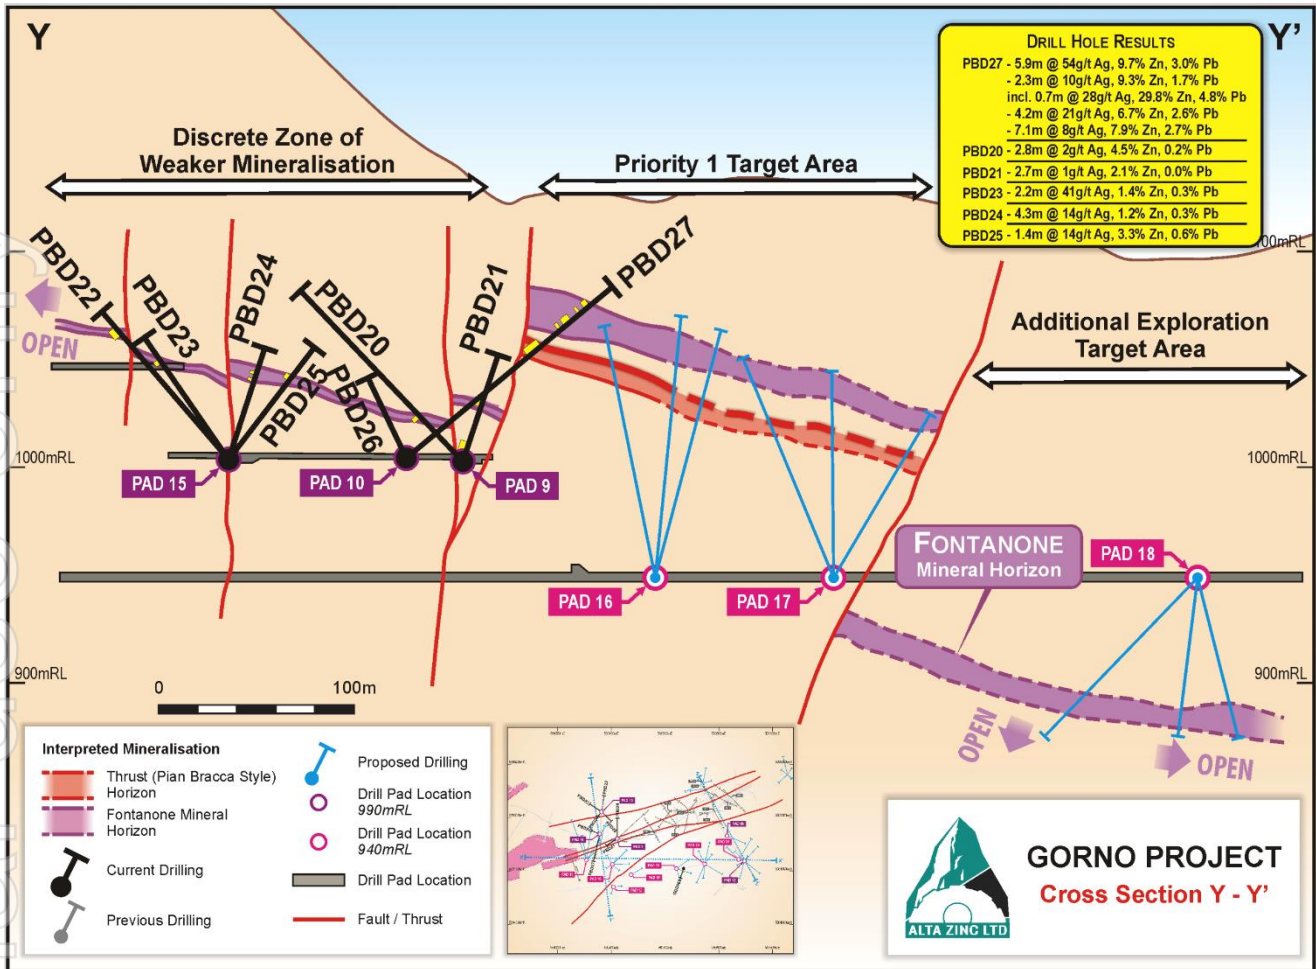 Y
Y'
DRILL HOLE RESULTS
PBD27 - 5.9m @ 54g/t Ag, 9.7% Zn, 3.0% Pb
- 2.3m @ 10g/t Ag, 9.3% Zn, 1.7% Pb
incl. 0.7m @ 28g/t Ag, 29.8% Zn, 4.8% Pb
- 4.2m @ 21g/t Ag, 6.7% Zn, 2.6% Pb
- 7.1m @ 8g/t Ag, 7.9% Zn, 2.7% Pb
PBD20 - 2.8m @ 2g/t Ag, 4.5% Zn, 0.2% Pb
PBD21 - 2.7m @ 1g/t Ag, 2.1% Zn, 0.0% Pb
PBD23 - 2.2m @ 41g/t Ag, 1.4% Zn, 0.3% Pb
PBD24 - 4.3m @ 14g/t Ag, 1.2% Zn, 0.3% Pb
PBD25 - 1.4m @ 14g/t Ag, 3.3% Zn, 0.6% Pb
Discrete Zone of
Weaker Mineralisation
Priority 1 Target Area
Additional Exploration
Target Area
PBD22
PBD23
PBD24
PBD25
PBD20
PBD26
PBD21
PBD27
OPEN
1000mRL
1000mRL
PAD 15
PAD 10
PAD 9
PAD 16
PAD 17
PAD 18
FONTANONE
Mineral Horizon
900mRL
900mRL
OPEN
OPEN
0
100m
Interpreted Mineralisation
Thrust (Pian Bracca Style)
Horizon
Fontanone Mineral
Horizon
Current Drilling
Previous Drilling
Proposed Drilling
Drill Pad Location
990mRL
Drill Pad Location
940mRL
Drill Pad Location
Fault / Thrust
ALTA ZINC LTD
GORNO PROJECT
Cross Section Y - Y'